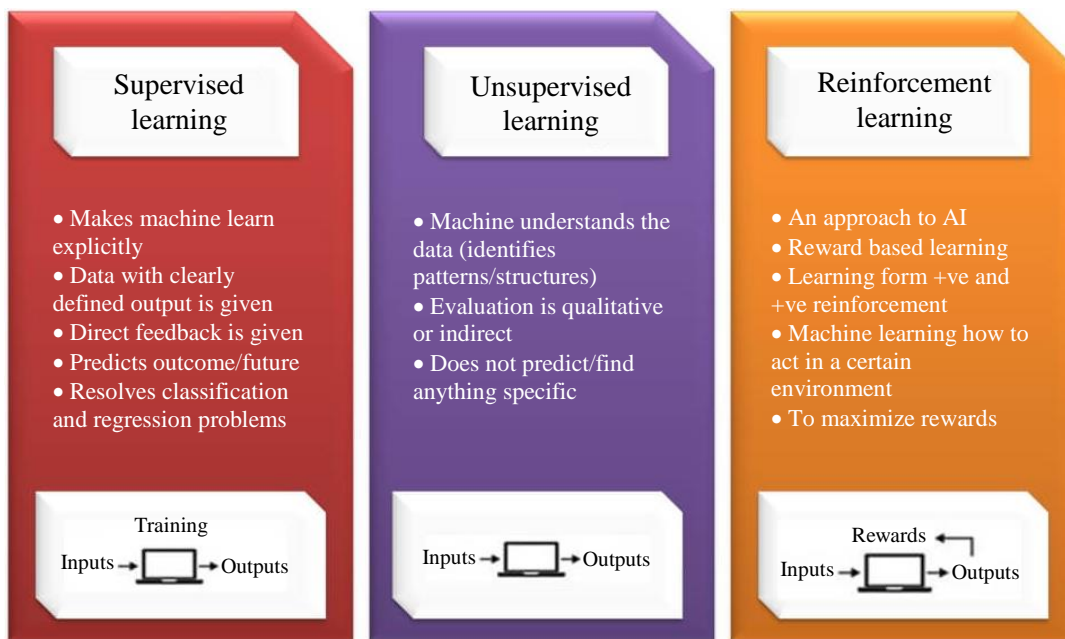 Supervised
learning
• Makes machine learn
explicitly
• Data with clearly
defined output is given
• Direct feedback is given
• Predicts outcome/future
• Resolves classification
and regression problems
Training
Inputs
Outputs
Unsupervised
learning
• Machine understands the
data (identifies
patterns/structures)
• Evaluation is qualitative
or indirect
• Does not predict/find
anything specific
Inputs
Outputs
Reinforcement
learning
• An approach to AI
• Reward based learning
• Learning form +ve and
+ve reinforcement
• Machine learning how to
act in a certain
environment
• To maximize rewards
Rewards
Inputs
Outputs